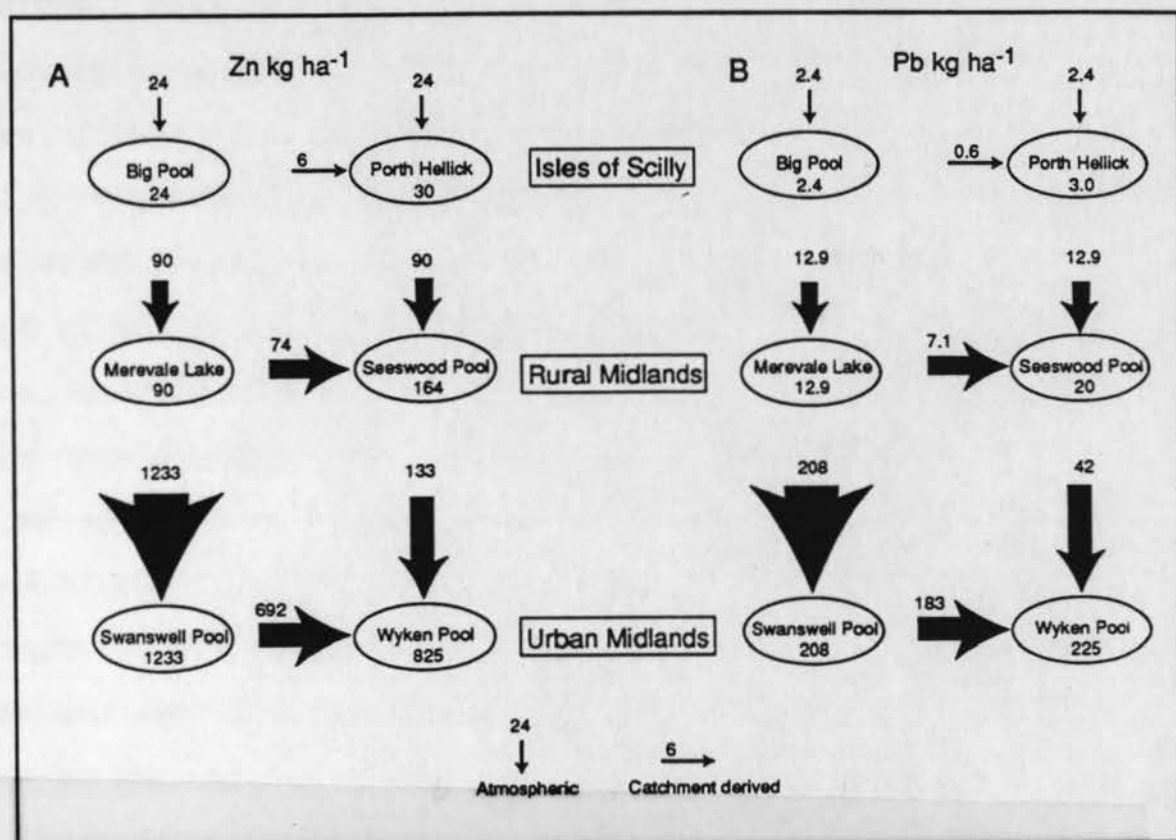 A
Zn kg ha-1
24
24
Big Pool
24
6
Porth Hellick
30
Isles of Scilly
90
90
Merevale Lake
90
74
Seeswood Pool
164
Rural Midlands
1233
133
Swanswell Pool
1233
692
Wyken Pool
825
Urban Midlands
B
Pb kg ha-1
2.4
2.4
Big Pool
2.4
0.6
Porth Hellick
3.0
12.9
12.9
Merevale Lake
12.9
7.1
Seeswood Pool
20
208
42
Swanswell Pool
208
183
Wyken Pool
225
24
Atmospheric
6
Catchment derived